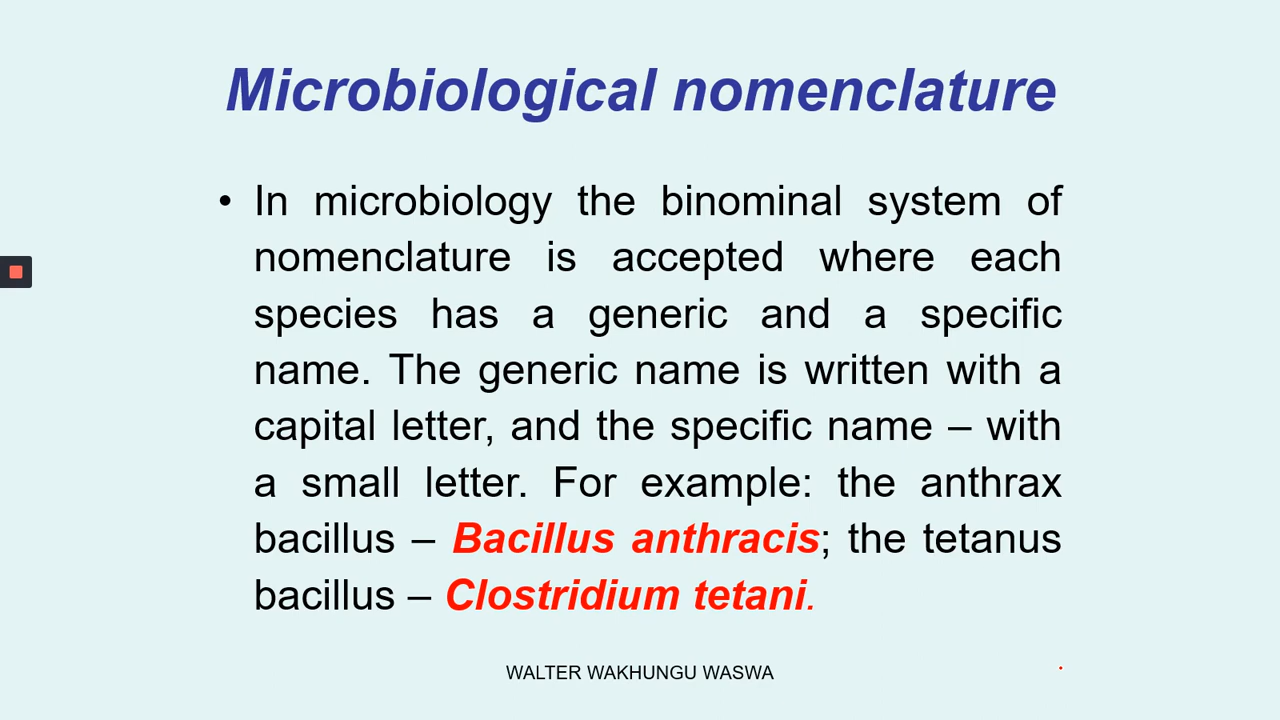 Microbiological nomenclature
• In microbiology the binominal system of
nomenclature is accepted where each
species has a generic and a specific
name. The generic name is written with a
capital letter, and the specific name – with
a small letter. For example: the anthrax
bacillus – Bacillus anthracis; the tetanus
bacillus – Clostridium tetani.
WALTER WAKHUNGU WASWA